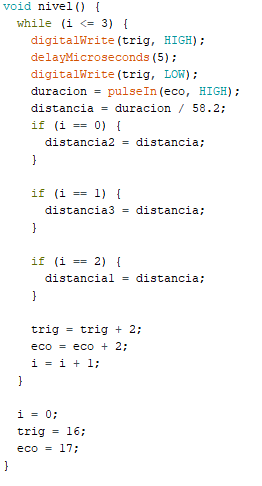 void nivel() {
  while (i <= 3) {
    digitalWrite(trig, HIGH);
    delayMicroseconds(5);
    digitalWrite(trig, LOW);
    duracion = pulseIn(eco, HIGH);
    distancia = duracion / 58.2;
    if (i == 0) {
      distancia2 = distancia;
    }

    if (i == 1) {
      distancia3 = distancia;
    }

    if (i == 2) {
      distancia1 = distancia;
    }

    trig = trig + 2;
    eco = eco + 2;
    i = i + 1;
  }

  i = 0;
  trig = 16;
  eco = 17;
}